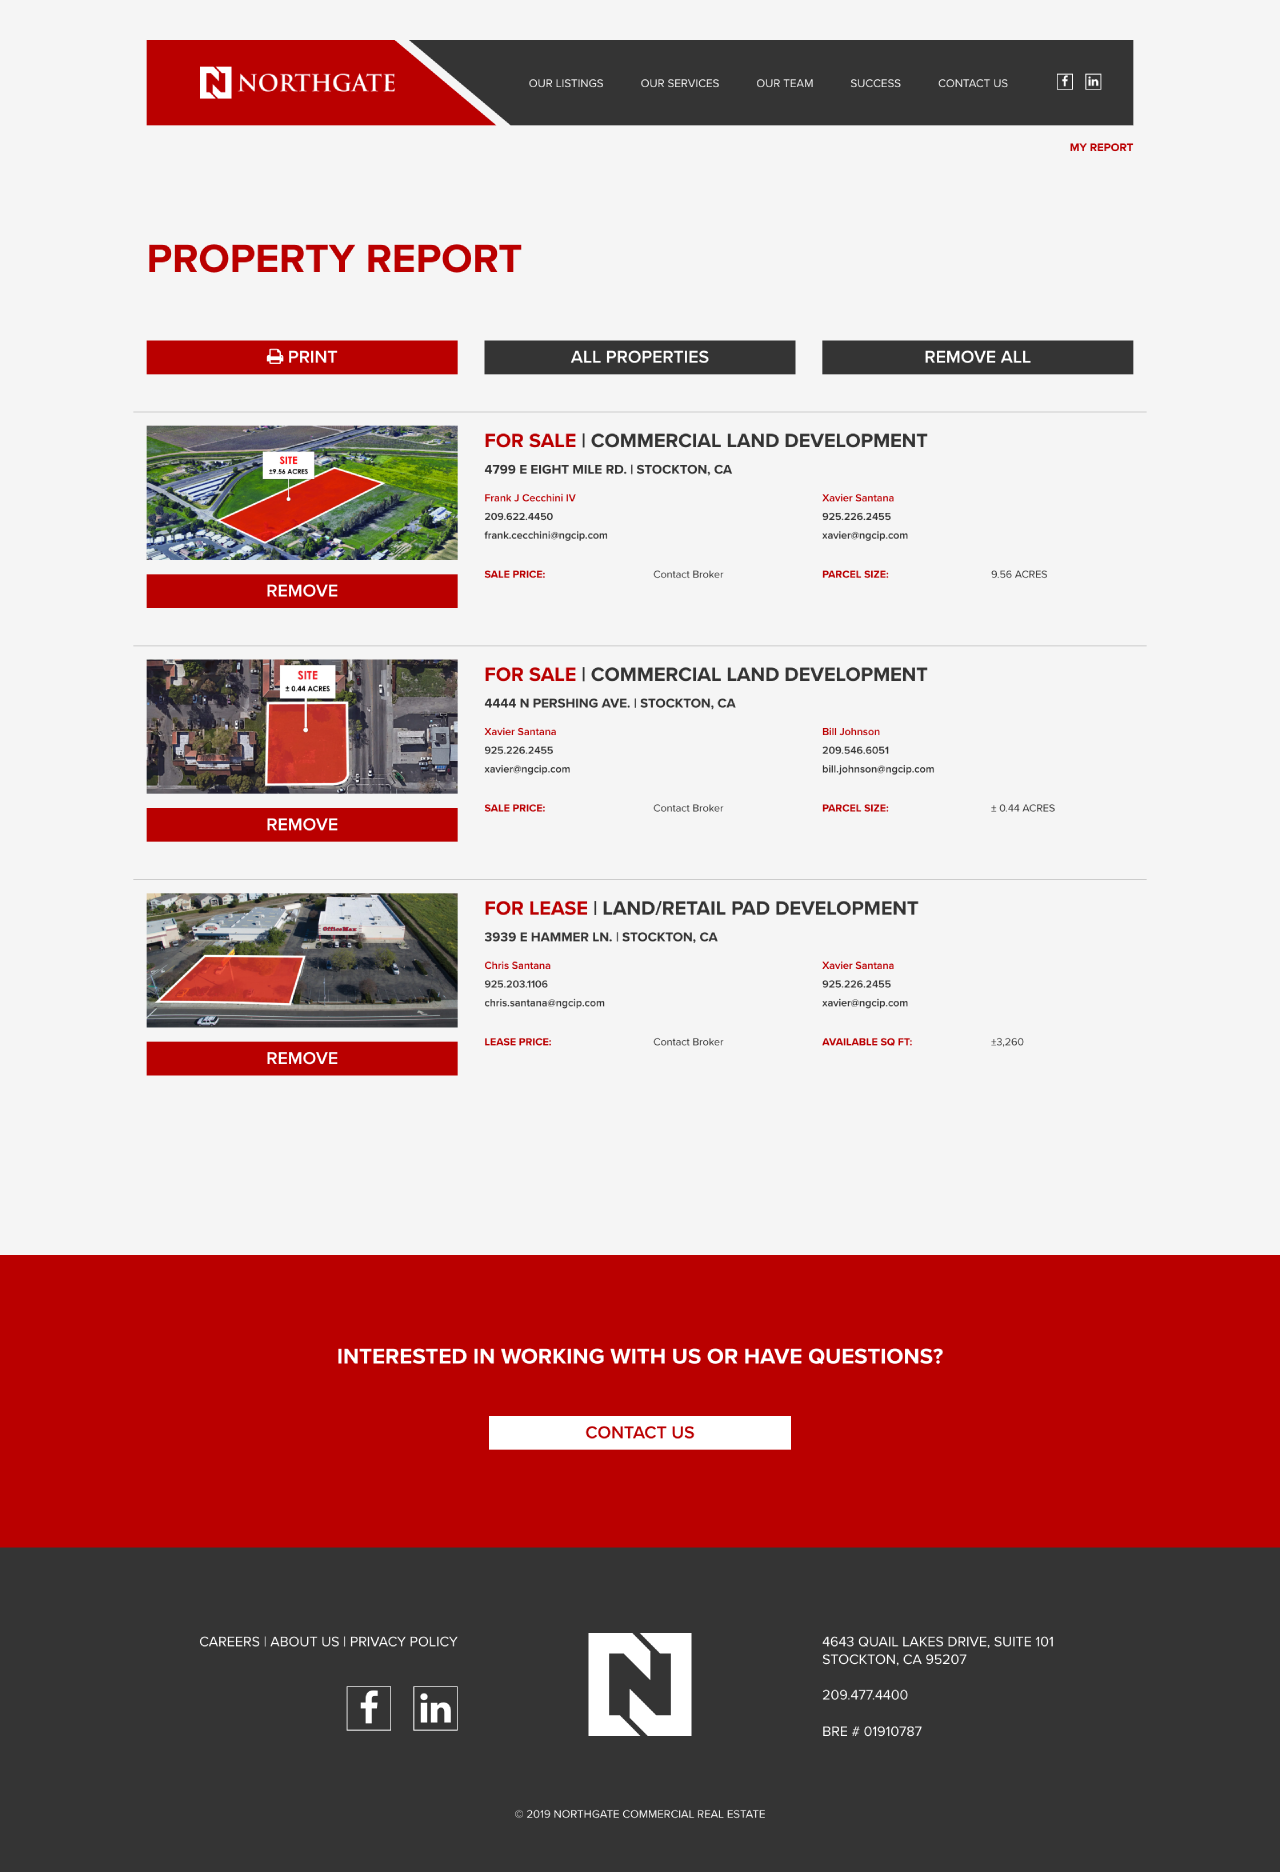 NORTHGATE
OUR LISTINGS
OUR SERVICES
OUR TEAM
SUCCESS
CONTACT US
MY REPORT
PROPERTY REPORT
PRINT
ALL PROPERTIES
REMOVE ALL
SITE
±9.56 ACRES
REMOVE
FOR SALE | COMMERCIAL LAND DEVELOPMENT
4799 E EIGHT MILE RD. | STOCKTON, CA
Frank J Cecchini IV
209.622.4450
frank.cecchini@ngcip.com
Xavier Santana
925.226.2455
xavier@ngcip.com
SALE PRICE:
Contact Broker
PARCEL SIZE:
9.56 ACRES
SITE
± 0.44 ACRES
REMOVE
FOR SALE | COMMERCIAL LAND DEVELOPMENT
4444 N PERSHING AVE. | STOCKTON, CA
Xavier Santana
925.226.2455
xavier@ngcip.com
Bill Johnson
209.546.6051
bill.johnson@ngcip.com
SALE PRICE:
Contact Broker
PARCEL SIZE:
± 0.44 ACRES
OfficeMax
REMOVE
FOR LEASE | LAND/RETAIL PAD DEVELOPMENT
3939 E HAMMER LN. | STOCKTON, CA
Chris Santana
925.203.1106
chris.santana@ngcip.com
Xavier Santana
925.226.2455
xavier@ngcip.com
LEASE PRICE:
Contact Broker
AVAILABLE SQ FT:
±3,260
INTERESTED IN WORKING WITH US OR HAVE QUESTIONS?
CONTACT US
CAREERS | ABOUT US | PRIVACY POLICY
4643 QUAIL LAKES DRIVE, SUITE 101
STOCKTON, CA 95207
209.477.4400
BRE # 01910787
© 2019 NORTHGATE COMMERCIAL REAL ESTATE